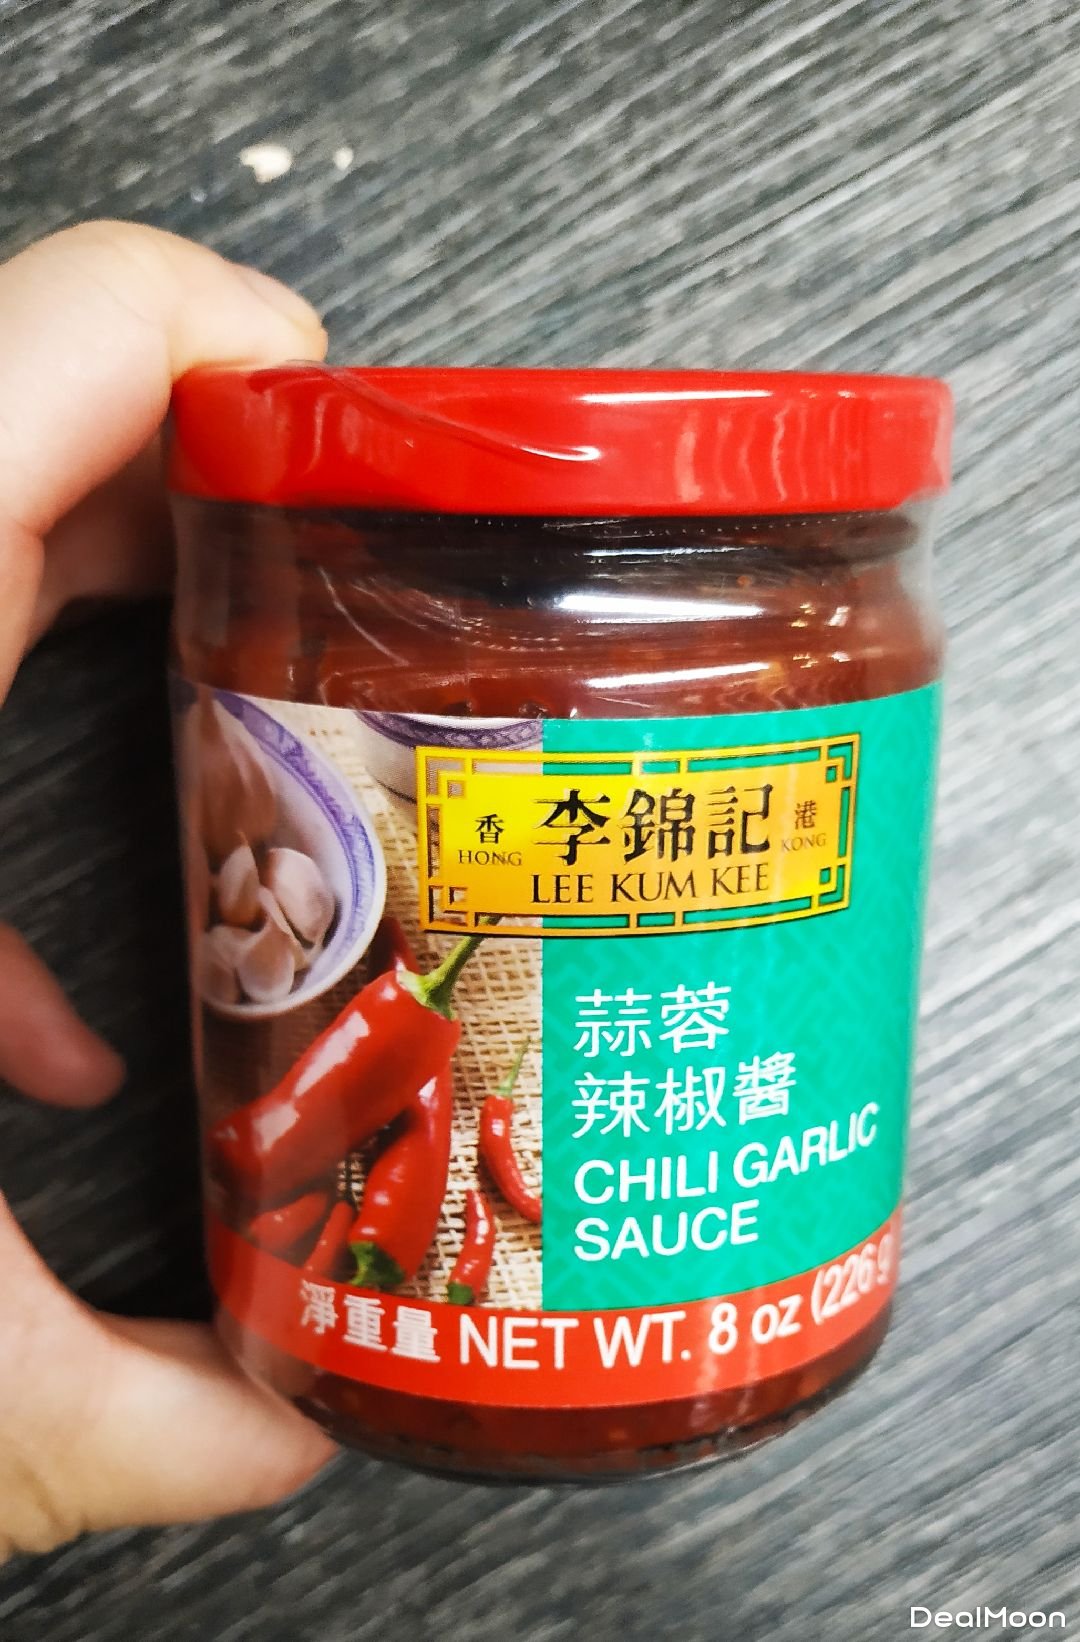 香 李錦記 港
HONG LEE KUM KEE KONG
蒜蓉
辣椒醬
CHILI GARLIC
SAUCE
淨重量 NET WT. 8 oz (226 g
DealMoon